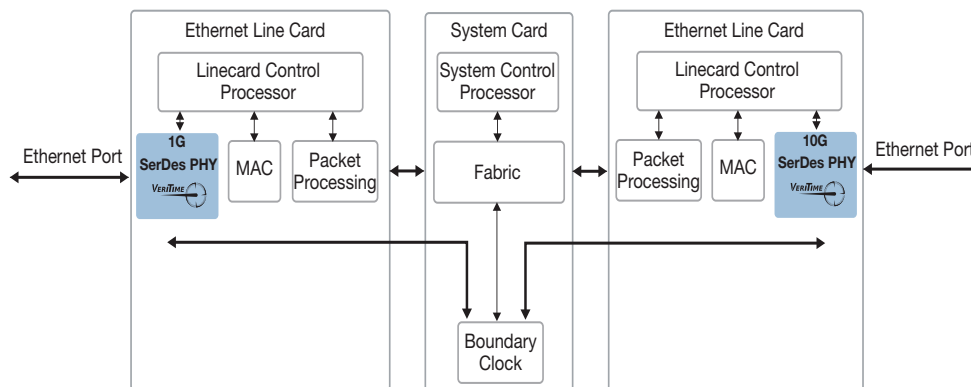 Ethernet Line Card
System Card
Ethernet Line Card
Linecard Control
Processor
System Control
Processor
Linecard Control
Processor
Ethernet Port
1G
SerDes PHY
VERITIME
MAC
Packet
Processing
Fabric
Packet
Processing
MAC
10G
SerDes PHY
VERITIME
Ethernet Port
Boundary
Clock